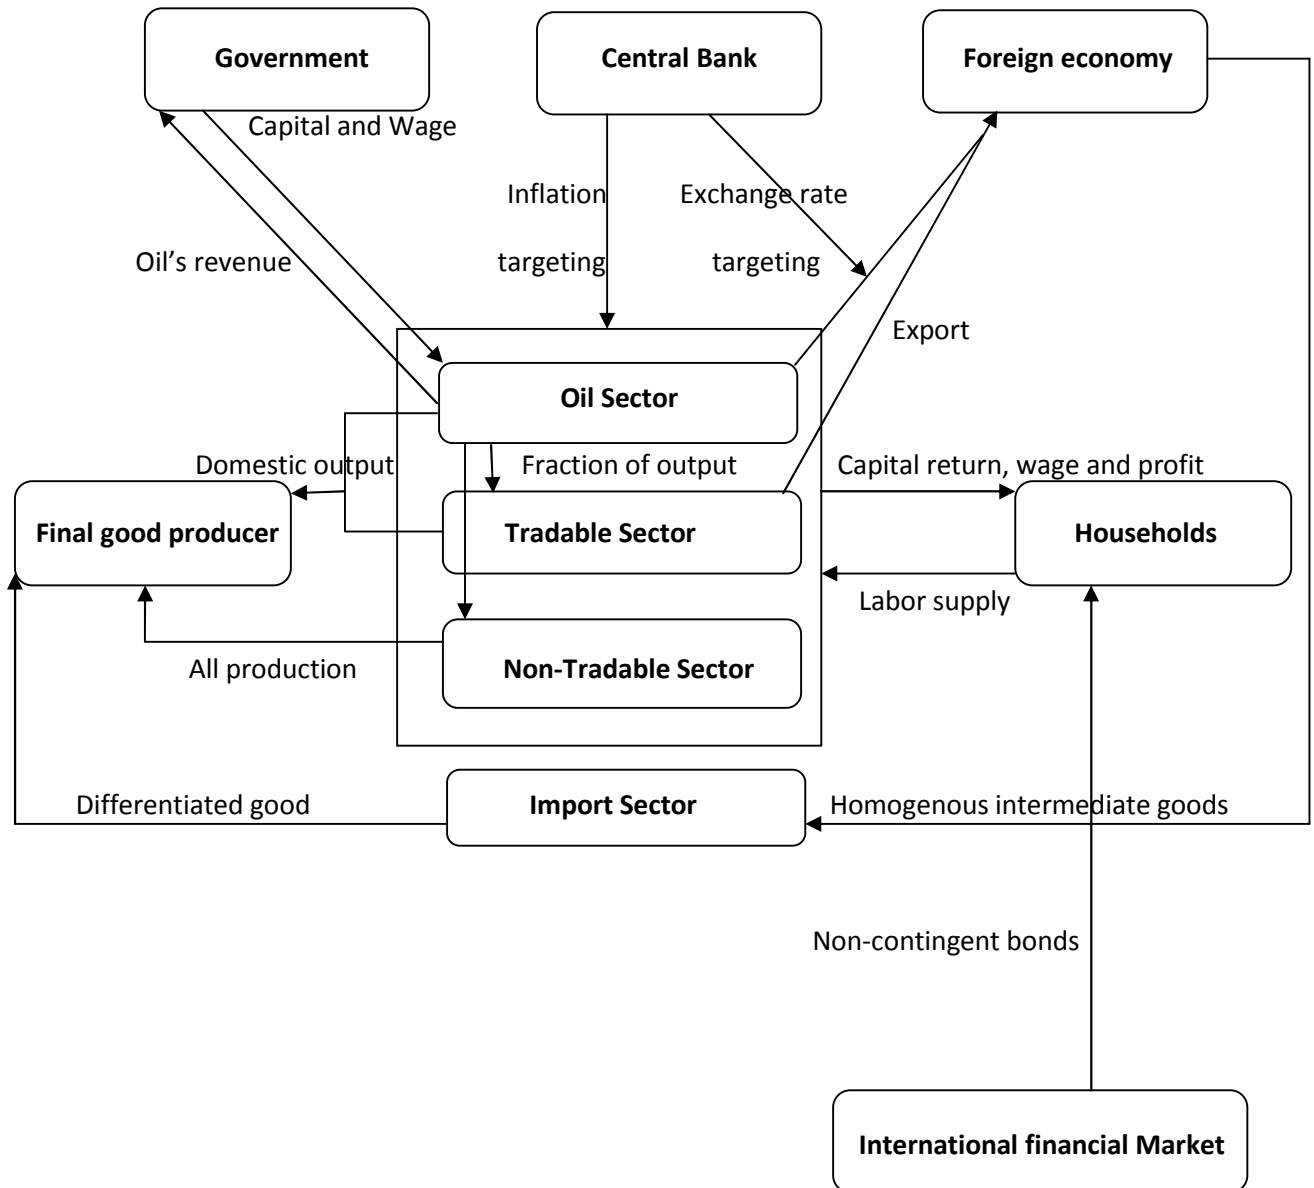 Government
Central Bank
Foreign economy
Capital and Wage
Inflation
targeting
Exchange rate
targeting
Oil's revenue
Export
Oil Sector
Domestic output
Fraction of output
Capital return, wage and profit
Final good producer
Tradable Sector
Households
Labor supply
All production
Non-Tradable Sector
Differentiated good
Import Sector
Homogenous intermediate goods
Non-contingent bonds
International financial Market